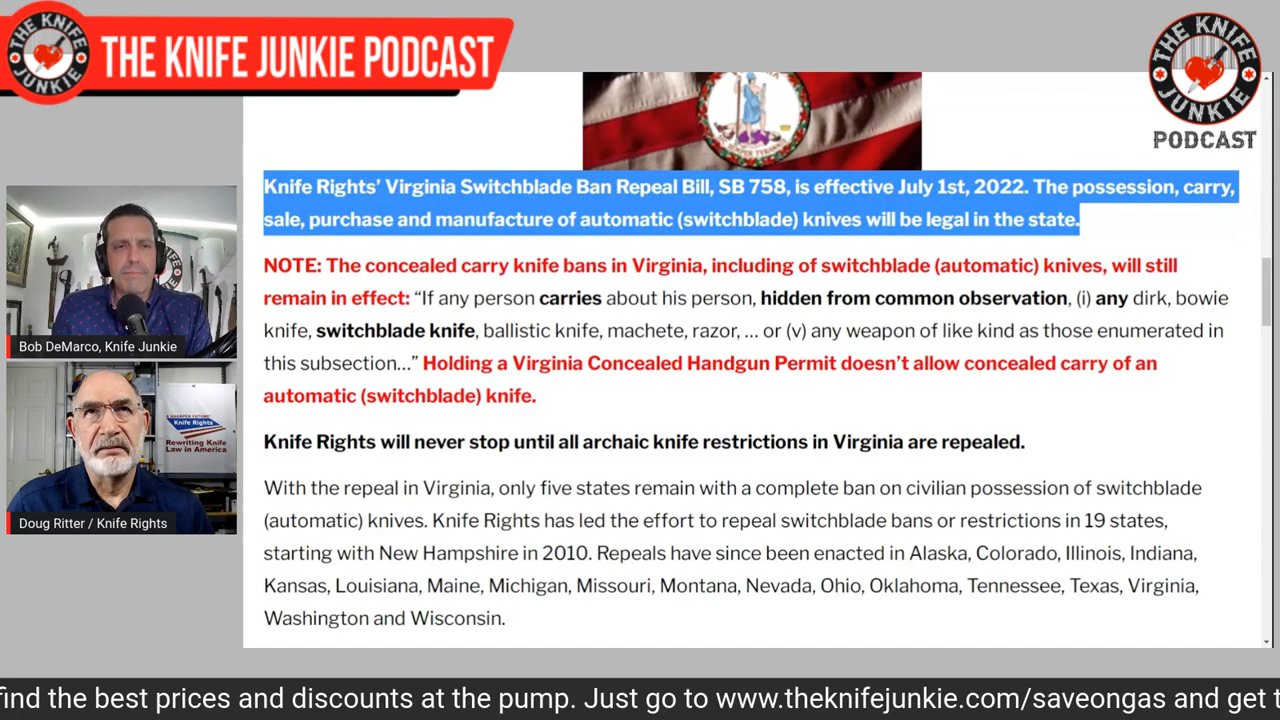 THE KNIFE JUNKIE
THE KNIFE JUNKIE PODCAST
THE KNIFE JUNKIE
PODCAST
Knife Rights’ Virginia Switchblade Ban Repeal Bill, SB 758, is effective July 1st, 2022. The possession, carry,
sale, purchase and manufacture of automatic (switchblade) knives will be legal in the state.
NOTE: The concealed carry knife bans in Virginia, including of switchblade (automatic) knives, will still
remain in effect: “If any person carries about his person, hidden from common observation, (i) any dirk, bowie
knife, switchblade knife, ballistic knife, machete, razor, … or (v) any weapon of like kind as those enumerated in
this subsection…” Holding a Virginia Concealed Handgun Permit doesn’t allow concealed carry of an
automatic (switchblade) knife.
Knife Rights will never stop until all archaic knife restrictions in Virginia are repealed.
With the repeal in Virginia, only five states remain with a complete ban on civilian possession of switchblade
(automatic) knives. Knife Rights has led the effort to repeal switchblade bans or restrictions in 19 states,
starting with New Hampshire in 2010. Repeals have since been enacted in Alaska, Colorado, Illinois, Indiana,
Kansas, Louisiana, Maine, Michigan, Missouri, Montana, Nevada, Ohio, Oklahoma, Tennessee, Texas, Virginia,
Washington and Wisconsin.
Bob DeMarco, Knife Junkie
A SHARPER FUTURE
Knife Rights
Rewriting Knife
Law in America
Doug Ritter / Knife Rights
find the best prices and discounts at the pump. Just go to www.theknifejunkie.com/saveongas and get t